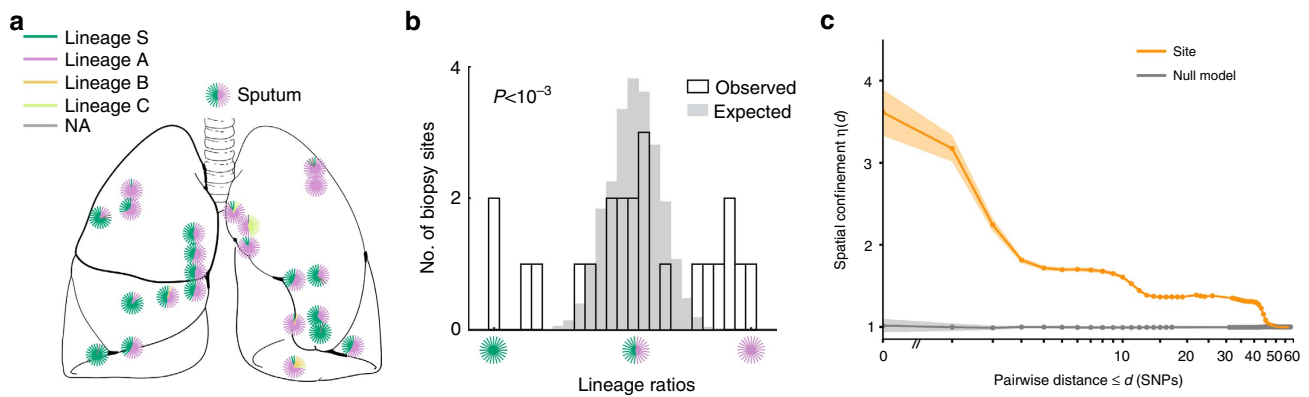 a
Lineage S
Lineage A
Lineage B
Lineage C
NA
Sputum
b
4
2
0
No. of biopsy sites
P<10⁻³
Observed
Expected
Lineage ratios
c
Spatial confinement η(d)
4
3
2
1
Site
Null model
0 // 10 20 30 40 50 60
Pairwise distance ≤ d (SNPs)